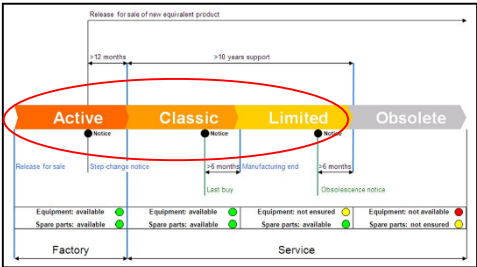 Release for sale of new equivalent product
>12 months
>10 years support
Active
Classic
Limited
Obsolete
Notice
Notice
Notice
Release for sale
Step-change notice
>6 months
Manufacturing end
>6 months
Last buy
Obsolescence notice
Equipment: available
Equipment: available
Equipment: not ensured
Equipment: not available
Spare parts: available
Spare parts: available
Spare parts: available
Spare parts: not ensured
Factory
Service